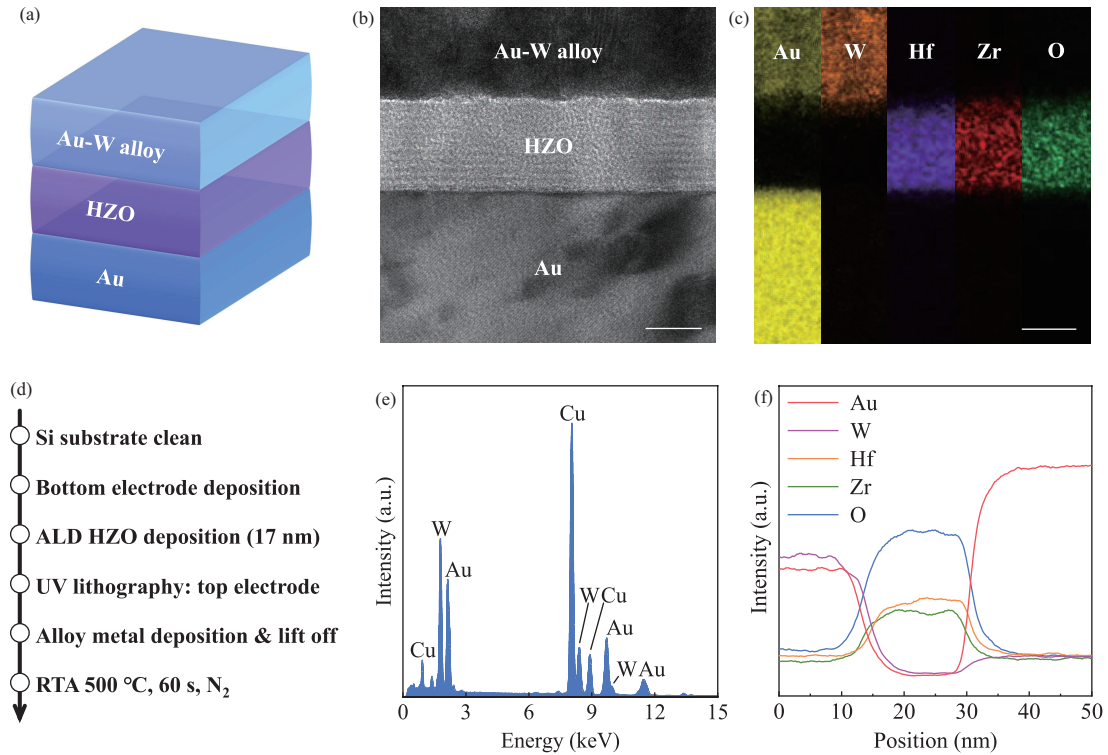 (a)
Au-W alloy
HZO
Au
(b)
Au-W alloy
HZO
Au
(c)
Au
W
Hf
Zr
O
(d)
Si substrate clean
Bottom electrode deposition
ALD HZO deposition (17 nm)
UV lithography: top electrode
Alloy metal deposition & lift off
RTA 500 °C, 60 s, N₂
(e)
Intensity (a.u.)
Cu
W
Au
Cu
W
Cu
Au
W
Au
0 3 6 9 12 15
Energy (keV)
(f)
Intensity (a.u.)
Au
W
Hf
Zr
O
0 10 20 30 40 50
Position (nm)